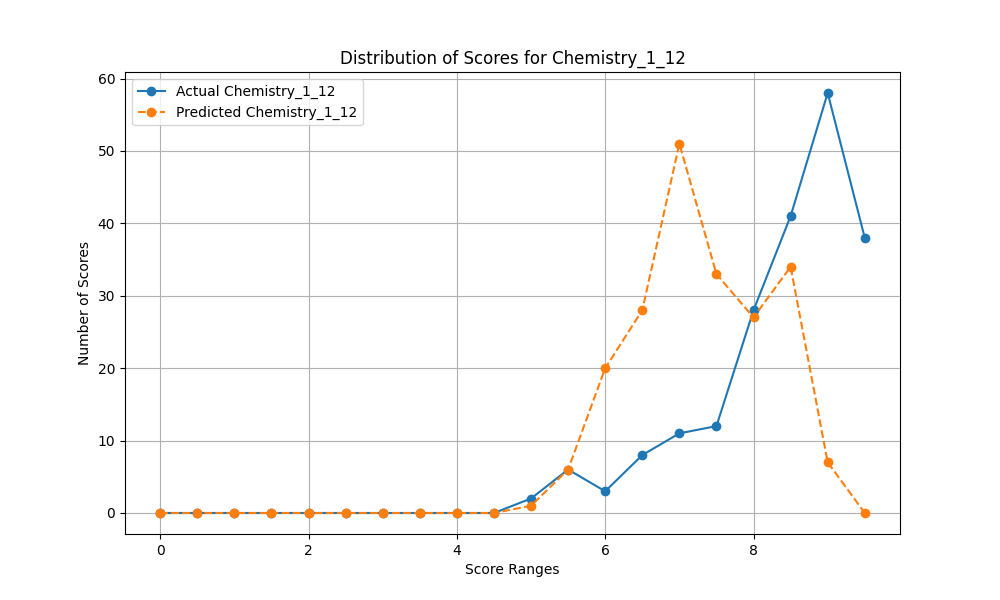 Distribution of Scores for Chemistry_1_12
Actual Chemistry_1_12
Predicted Chemistry_1_12
Number of Scores
60
50
40
30
20
10
0
0 2 4 6 8
Score Ranges